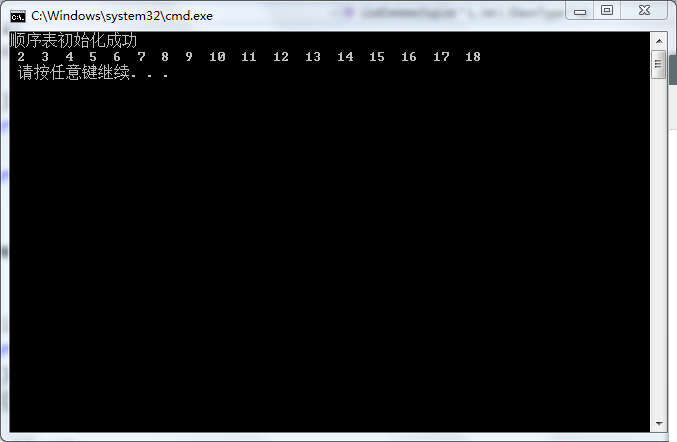 C:\Windows\system32\cmd.exe
顺序表初始化成功
2 3 4 5 6 7 8 9 10 11 12 13 14 15 16 17 18
请按任意键继续. . .